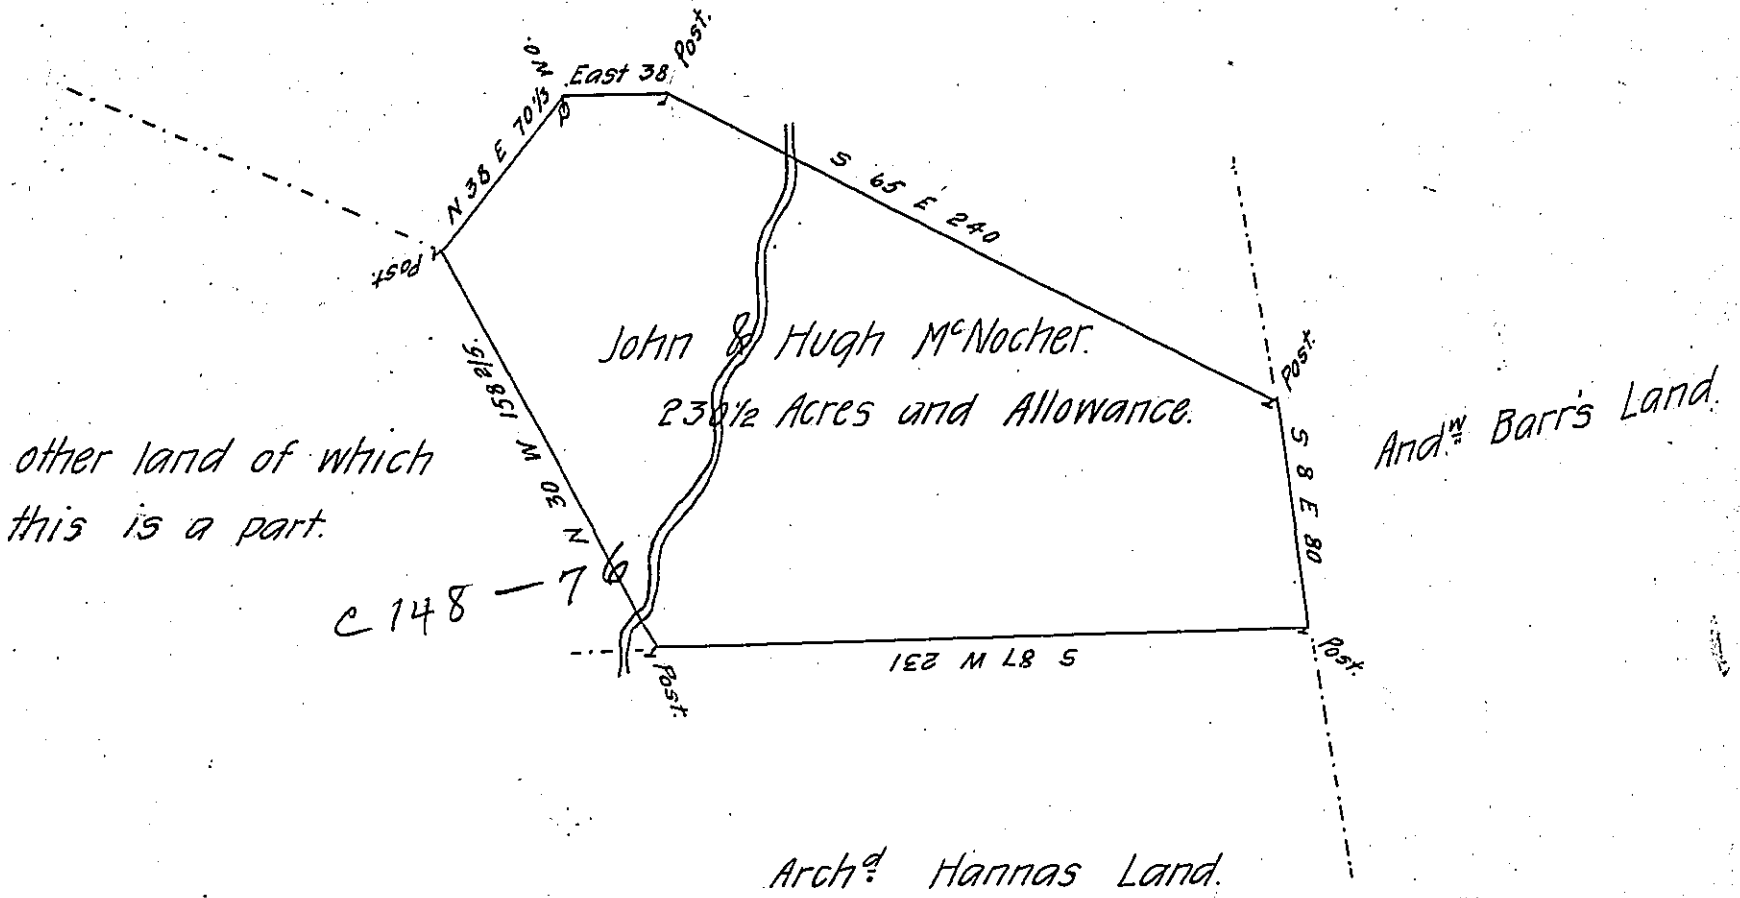 Post.
W.O.
East 38
N 38 E 70 1/3
S 65 E 240
Post.
N 30 W 158 2/5.
John & Hugh McNocher.
230 1/2 Acres and Allowance.
Post.
S 8 E 80
Andw Barr's Land.
other land of which
this is a part.
C 148 — 76
S 87 W 231
Post.
Post.
Archd Hannas Land.